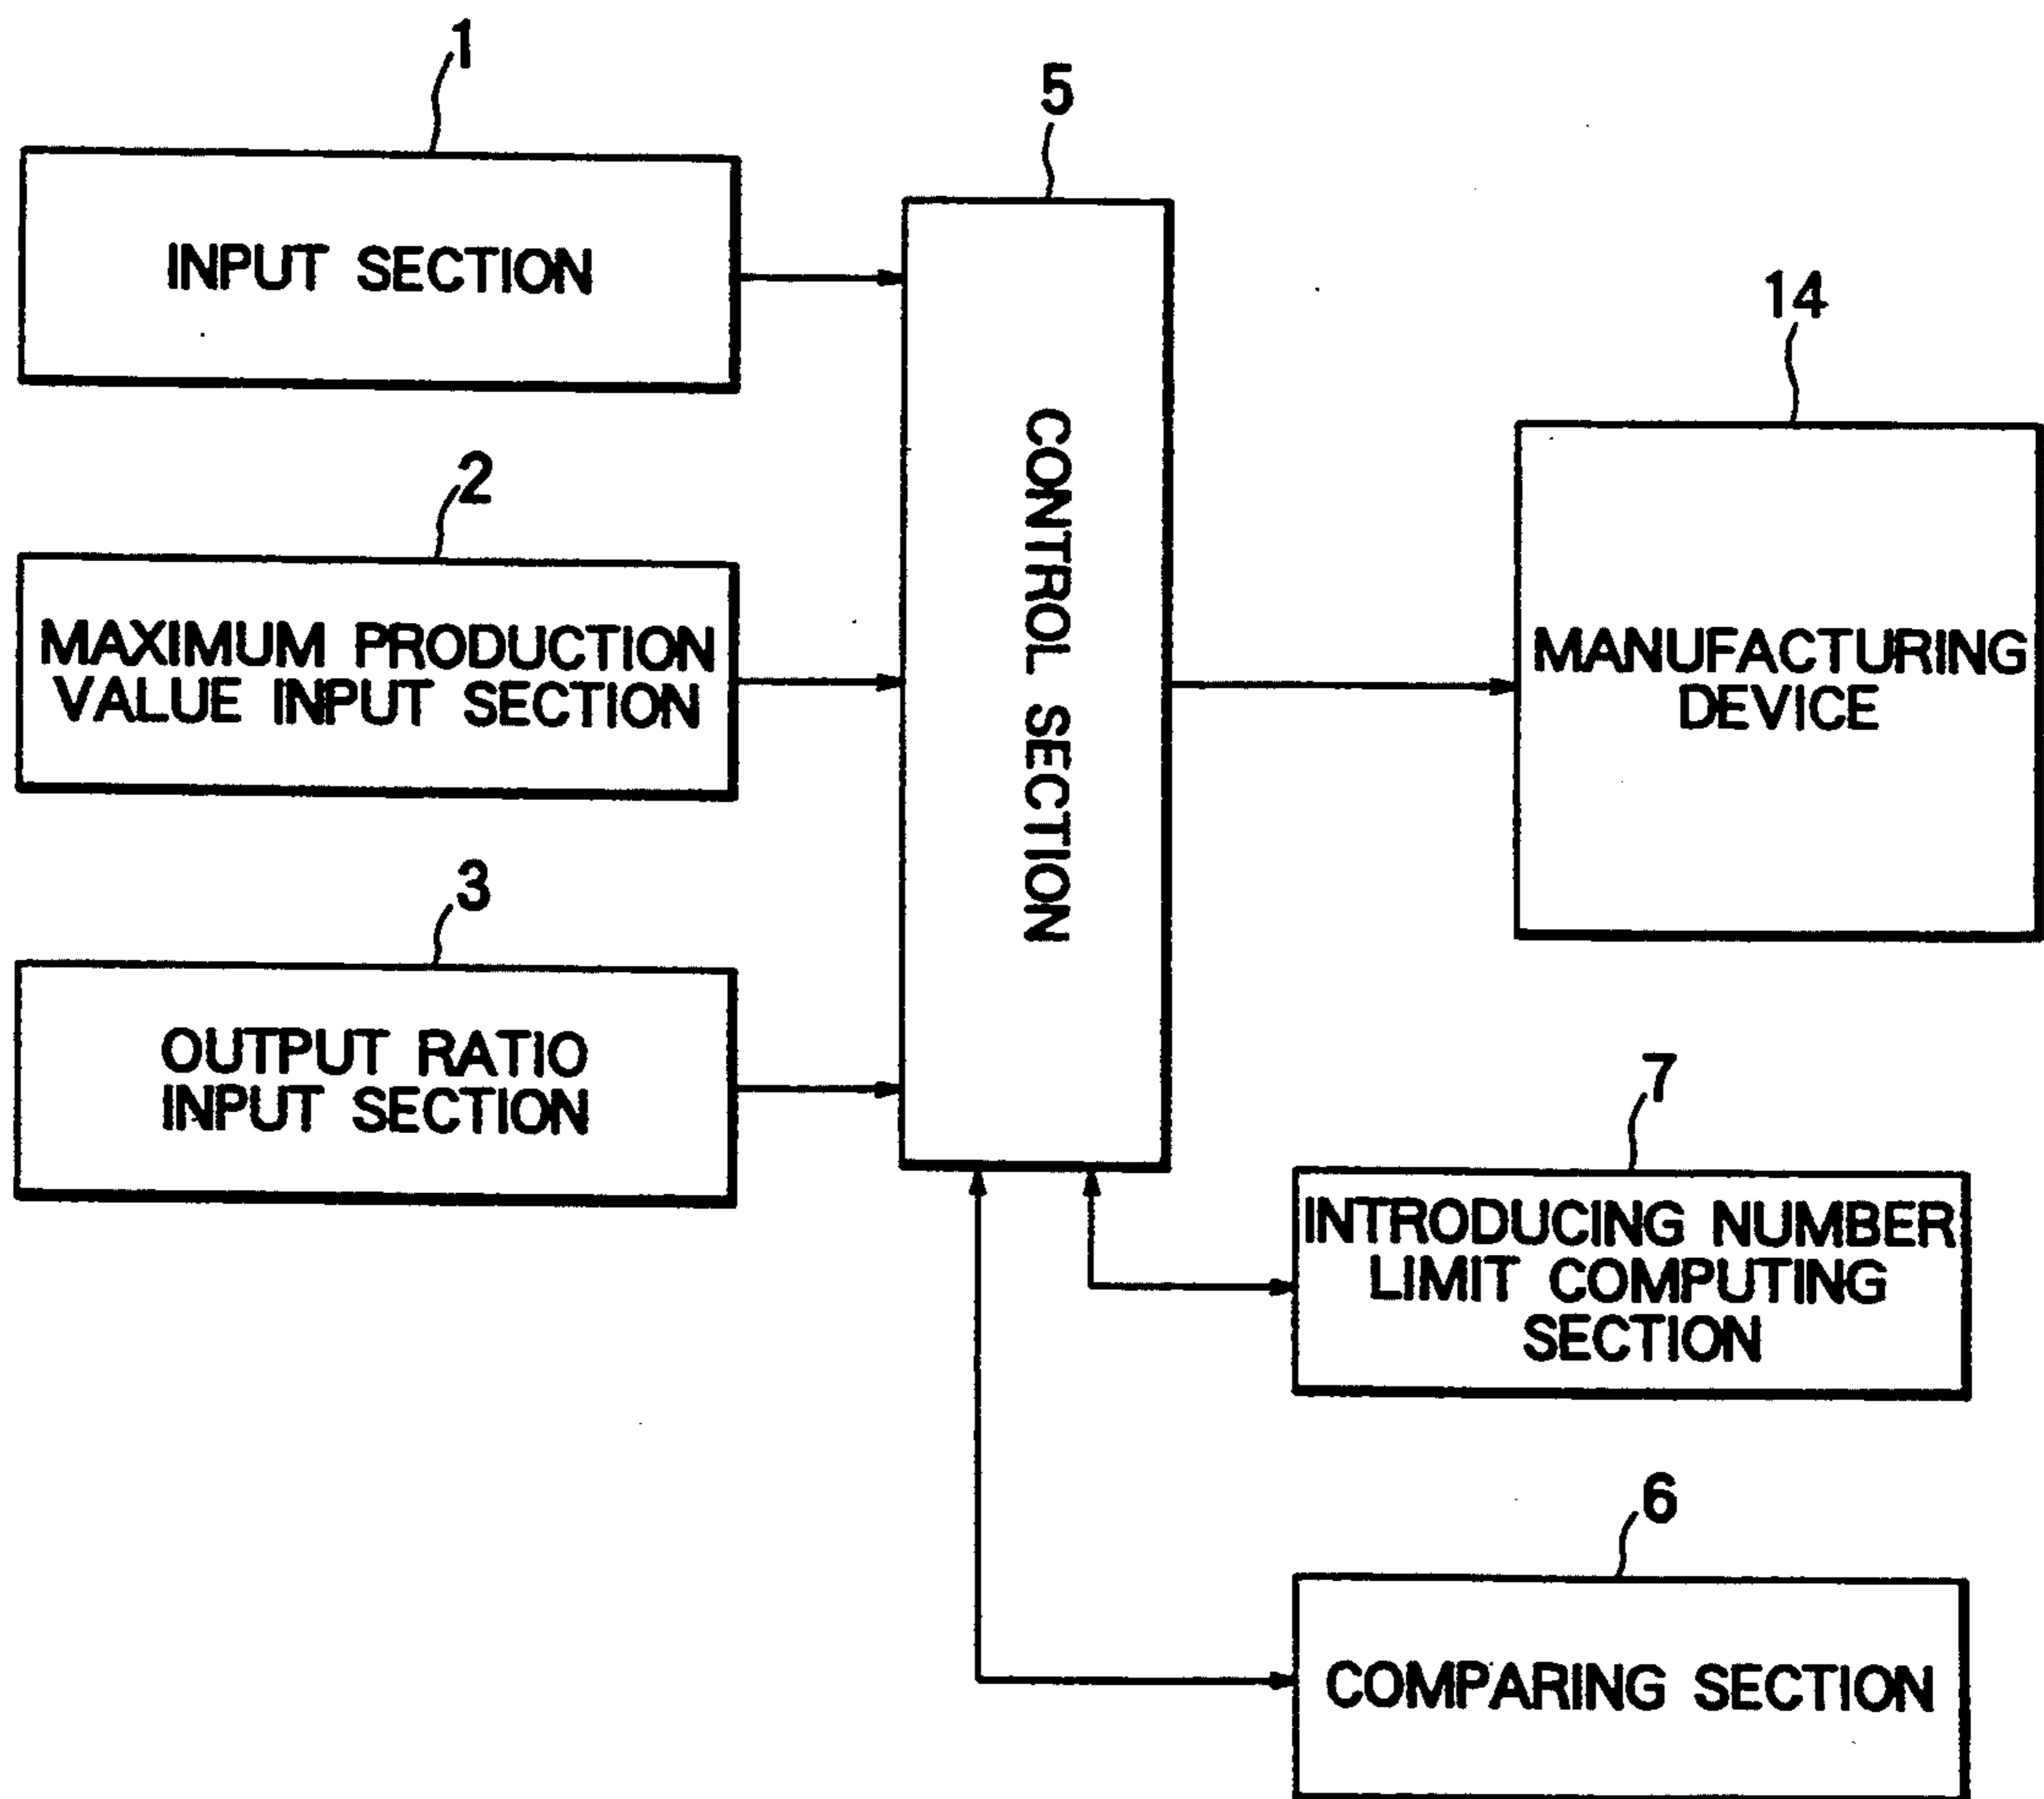 1
INPUT SECTION
2
MAXIMUM PRODUCTION
VALUE INPUT SECTION
3
OUTPUT RATIO
INPUT SECTION
5
CONTROL SECTION
14
MANUFACTURING
DEVICE
7
INTRODUCING NUMBER
LIMIT COMPUTING
SECTION
6
COMPARING SECTION